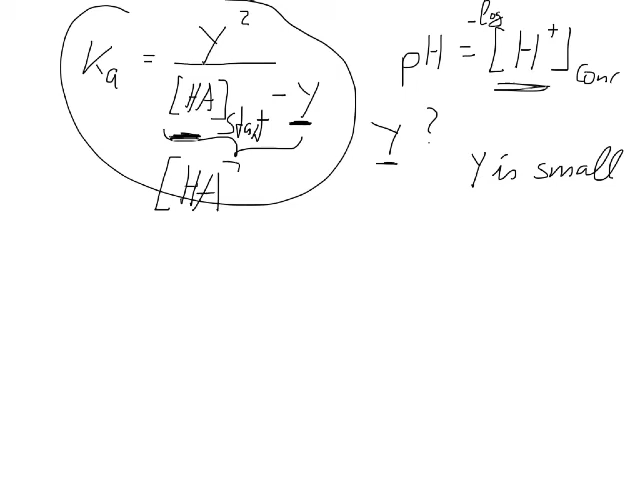 Ka = Y² / [HA]start - Y
[HA]
pH = -log [H+] conc
Y ?
Y is small